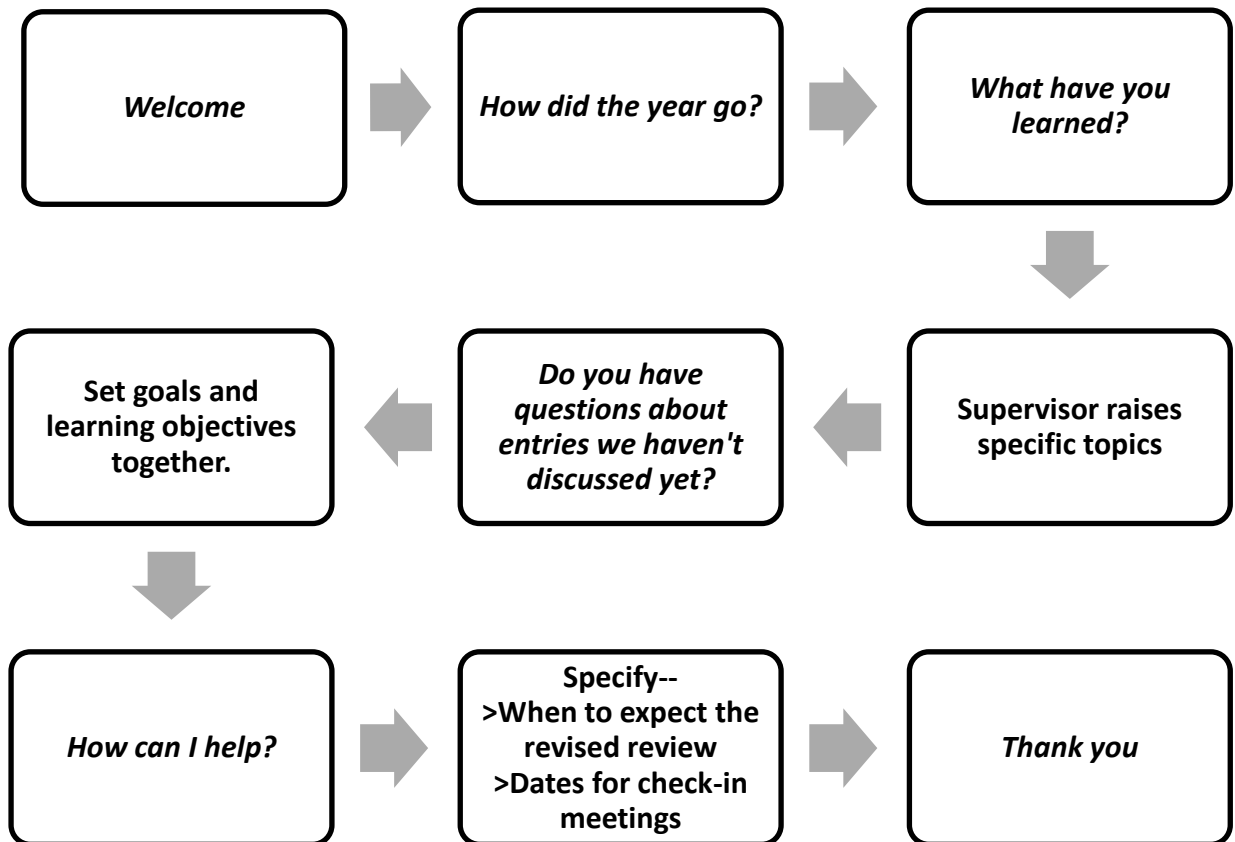 Welcome
How did the year go?
What have you
learned?
Supervisor raises
specific topics
Do you have
questions about
entries we haven't
discussed yet?
Set goals and
learning objectives
together.
How can I help?
Specify--
>When to expect the
revised review
>Dates for check-in
meetings
Thank you